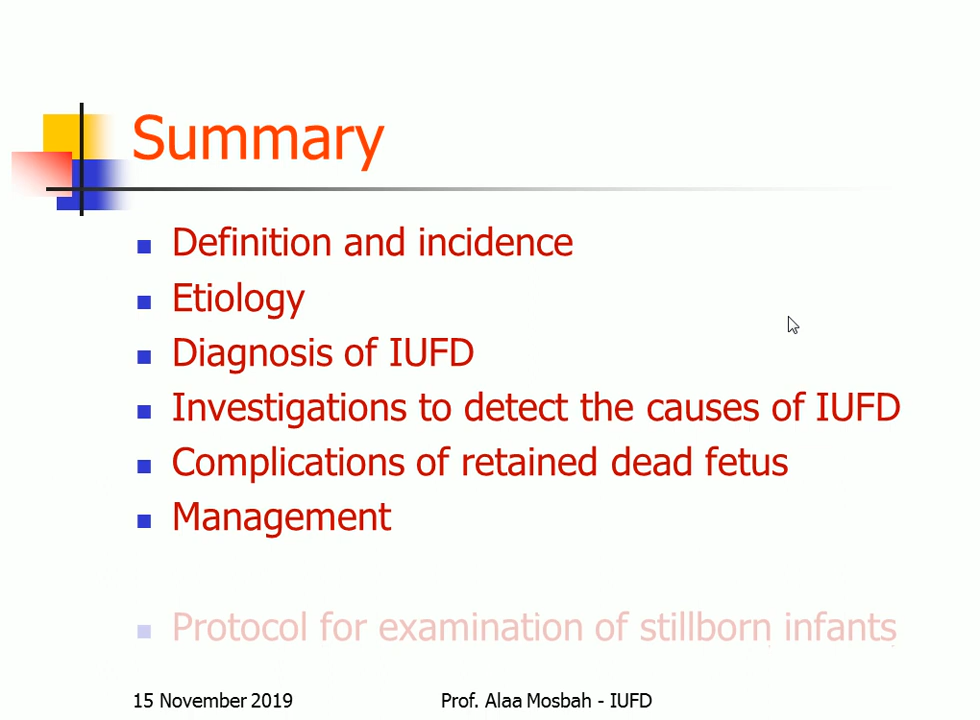 Summary
Definition and incidence
Etiology
Diagnosis of IUFD
Investigations to detect the causes of IUFD
Complications of retained dead fetus
Management
Protocol for examination of stillborn infants
15 November 2019
Prof. Alaa Mosbah - IUFD